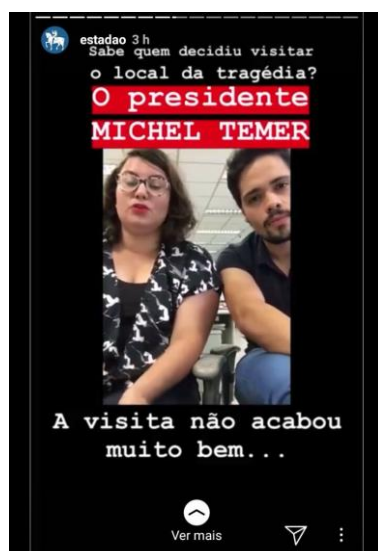 estadao 3 h
Sabe quem decidiu visitar
o local da tragédia?
O presidente
MICHEL TEMER
A visita não acabou
muito bem...
Ver mais